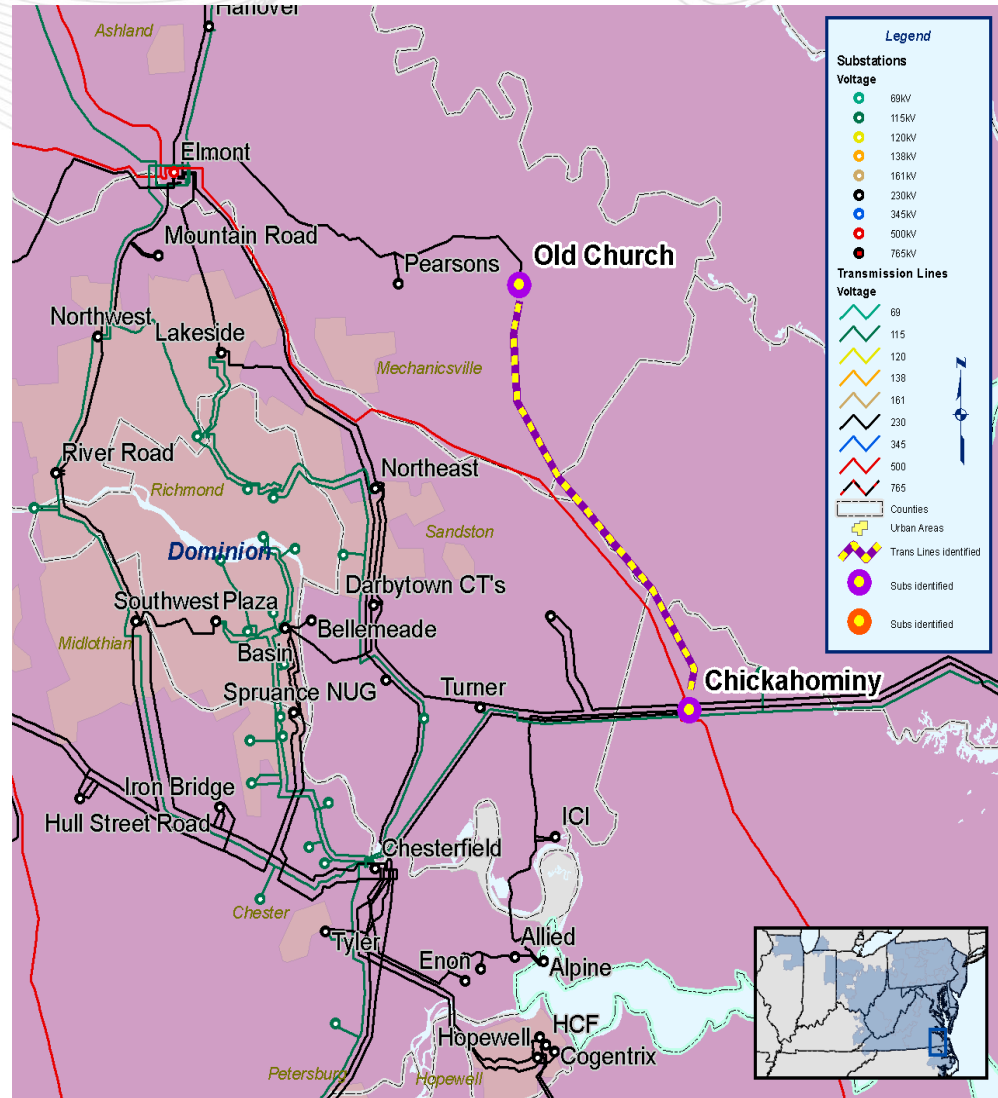 Hanover
Ashland
Elmont
Mountain Road
Pearsons
Old Church
Northwest
Lakeside
Mechanicsville
River Road
Richmond
Northeast
Sandston
Dominion
Darbytown CT's
Southwest
Plaza
Bellemeade
Midlothian
Basin
Spruance NUG
Turner
Chickahominy
Iron Bridge
Hull Street Road
ICI
Chesterfield
Chester
Tyler
Allied
Enon
Alpine
HCF
Hopewell
Cogentrix
Petersburg
Hopewell
Legend
Substations
Voltage
69kV
115kV
120kV
138kV
161kV
230kV
345kV
500kV
765kV
Transmission Lines
Voltage
69
115
120
138
161
230
345
500
765
Counties
Urban Areas
Trans Lines identified
Subs identified
Subs identified
N